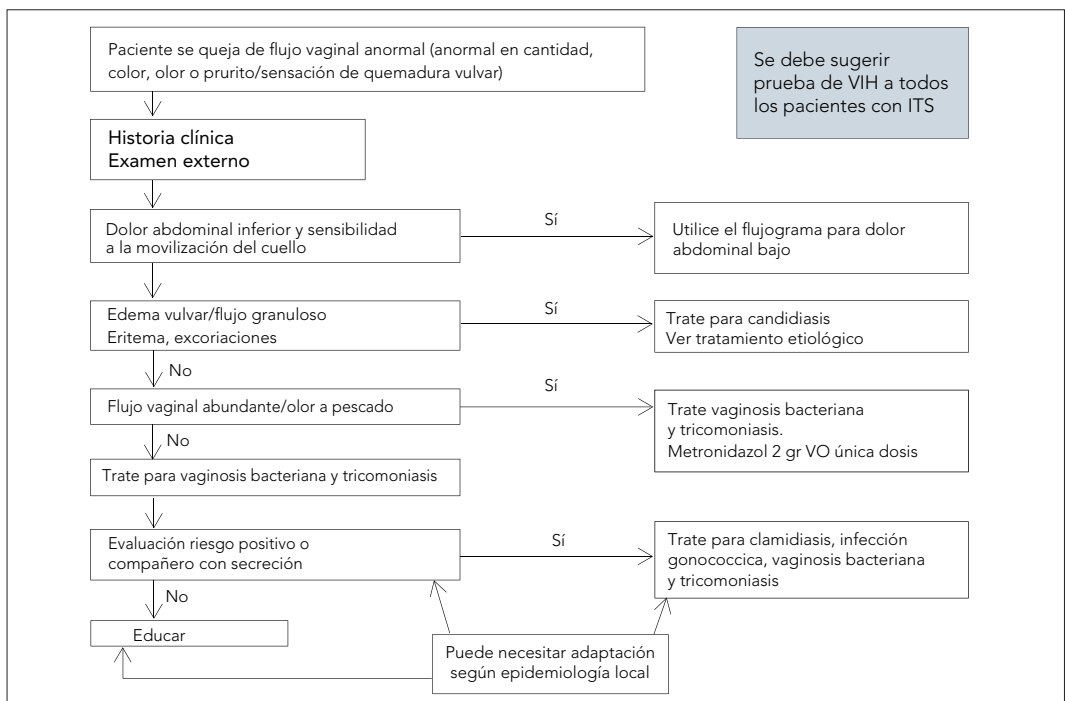 Paciente se queja de flujo vaginal anormal (anormal en cantidad,
color, olor o prurito/sensación de quemadura vulvar)
Se debe sugerir
prueba de VIH a todos
los pacientes con ITS
Historia clínica
Examen externo
Dolor abdominal inferior y sensibilidad
a la movilización del cuello
Sí
Utilice el flujograma para dolor
abdominal bajo
Edema vulvar/flujo granuloso
Eritema, excoriaciones
Sí
Trate para candidiasis
Ver tratamiento etiológico
No
Flujo vaginal abundante/olor a pescado
Sí
Trate vaginosis bacteriana
y tricomoniasis.
Metronidazol 2 gr VO única dosis
No
Trate para vaginosis bacteriana y tricomoniasis
Evaluación riesgo positivo o
compañero con secreción
Sí
Trate para clamidiasis, infección
gonococcica, vaginosis bacteriana
y tricomoniasis
No
Educar
Puede necesitar adaptación
según epidemiología local